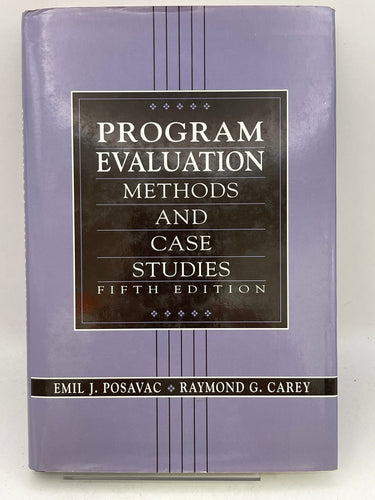 PROGRAM
EVALUATION
METHODS
AND
CASE
STUDIES
FIFTH EDITION
EMIL J. POSAVAC RAYMOND G. CAREY